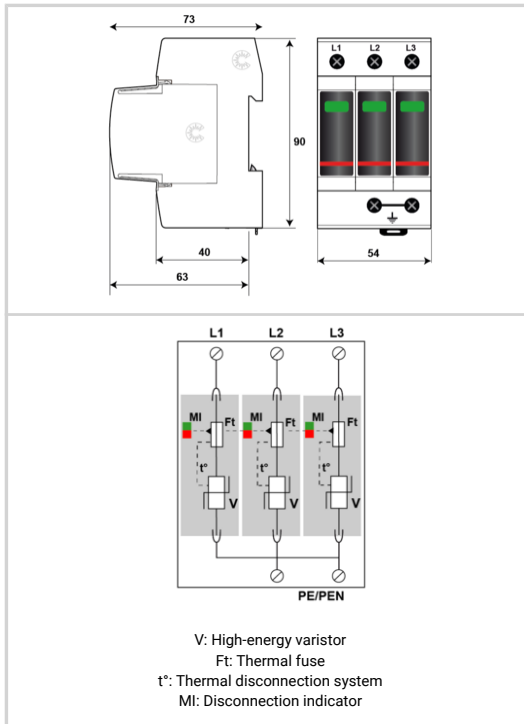 73
L1 L2 L3
90
40
54
63
L1 L2 L3
MI Ft MI Ft MI Ft
t° t° t°
V V V
PE/PEN
V: High-energy varistor
Ft: Thermal fuse
t°: Thermal disconnection system
MI: Disconnection indicator